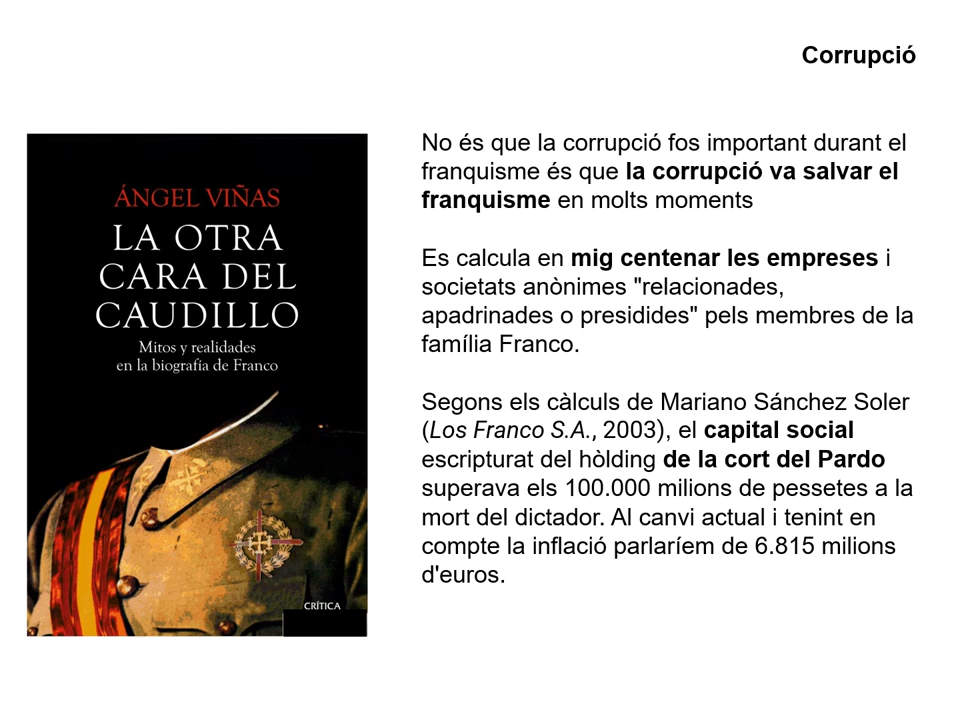 Corrupció
ÁNGEL VIÑAS
LA OTRA
CARA DEL
CAUDILLO
Mitos y realidades
en la biografía de Franco
CRÍTICA
No és que la corrupció fos important durant el
franquisme és que la corrupció va salvar el
franquisme en molts moments
Es calcula en mig centenar les empreses i
societats anònimes "relacionades,
apadrinades o presidides" pels membres de la
família Franco.
Segons els càlculs de Mariano Sánchez Soler
(Los Franco S.A., 2003), el capital social
escripturat del hòlding de la cort del Pardo
superava els 100.000 milions de pessetes a la
mort del dictador. Al canvi actual i tenint en
compte la inflació parlaríem de 6.815 milions
d'euros.